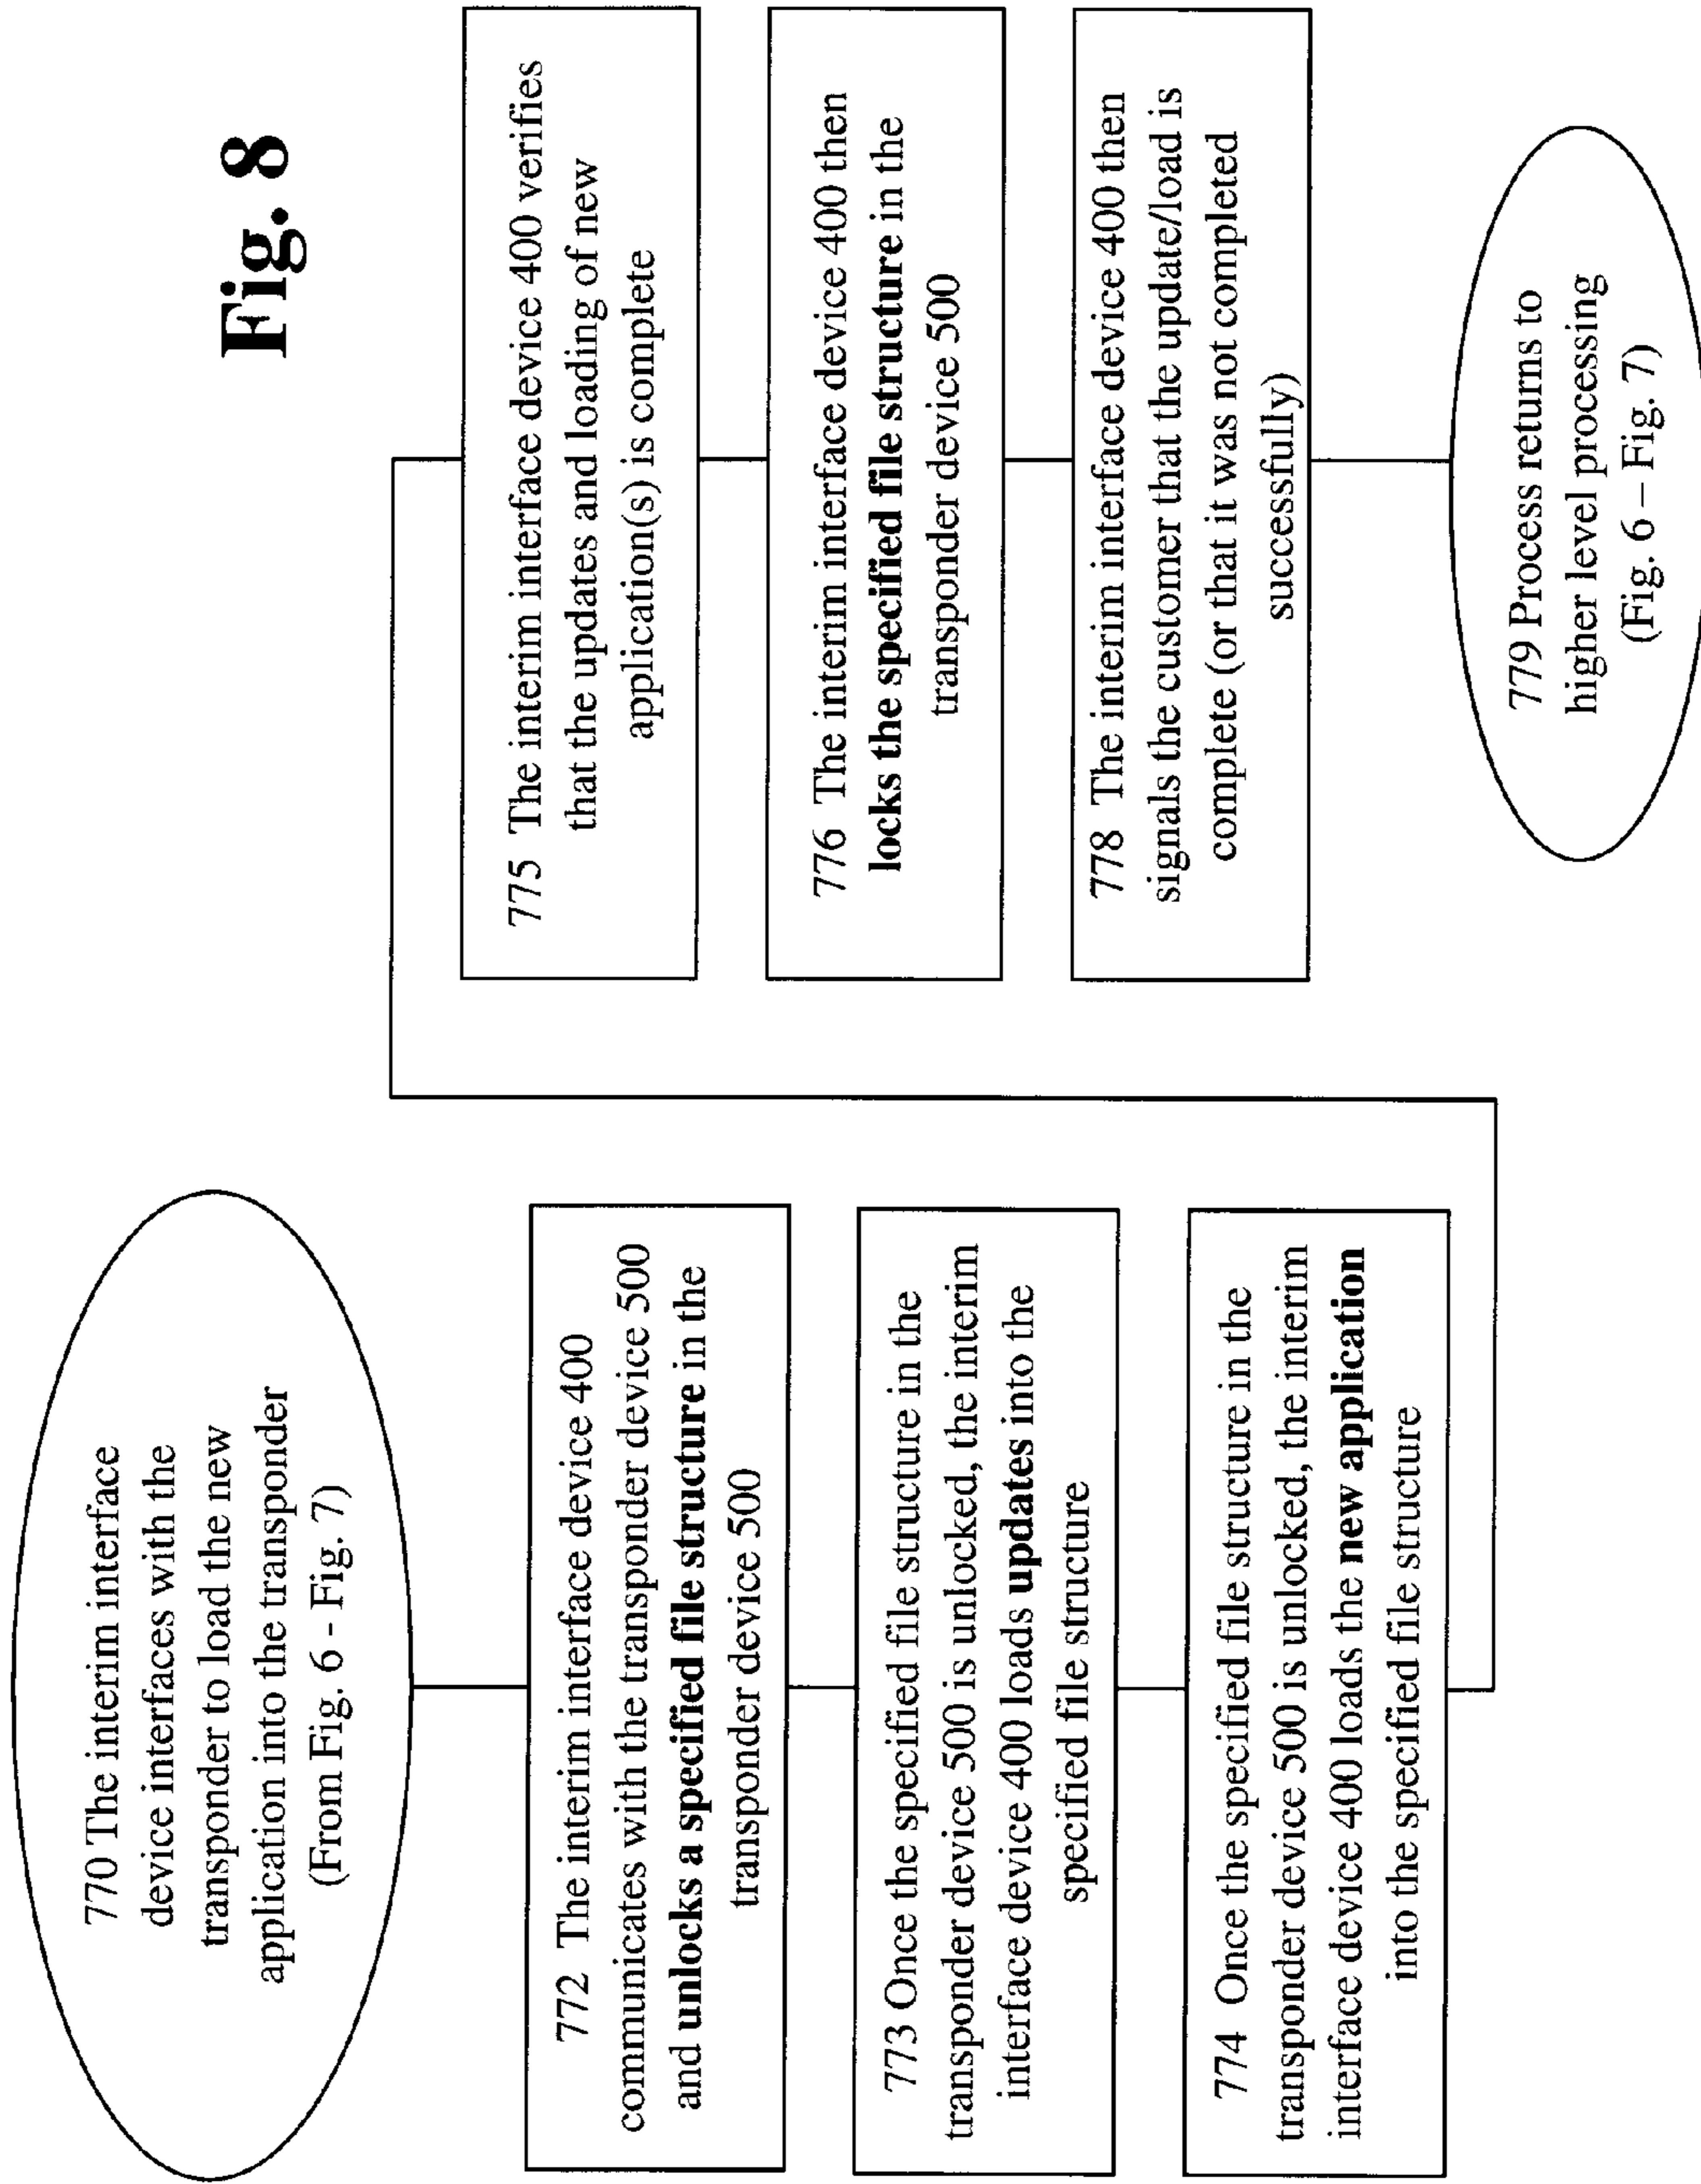 Fig. 8
770 The interim interface
device interfaces with the
transponder to load the new
application into the transponder
(From Fig. 6 - Fig. 7)
772 The interim interface device 400
communicates with the transponder device 500
and unlocks a specified file structure in the
transponder device 500
773 Once the specified file structure in the
transponder device 500 is unlocked, the interim
interface device 400 loads updates into the
specified file structure
774 Once the specified file structure in the
transponder device 500 is unlocked, the interim
interface device 400 loads the new application
into the specified file structure
775 The interim interface device 400 verifies
that the updates and loading of new
application(s) is complete
776 The interim interface device 400 then
locks the specified file structure in the
transponder device 500
778 The interim interface device 400 then
signals the customer that the update/load is
complete (or that it was not completed
successfully)
779 Process returns to
higher level processing
(Fig. 6 – Fig. 7)